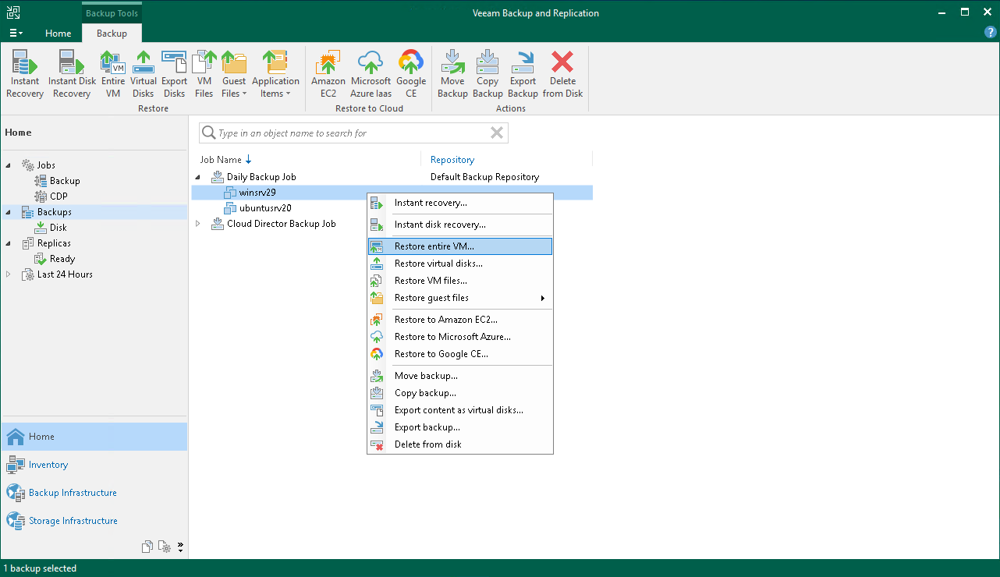 Backup Tools
Veeam Backup and Replication
Home
Backup
Instant Recovery
Instant Disk Recovery
Entire VM
Virtual Disks
Export Disks
VM Files
Guest Files
Application Items
Restore
Amazon EC2
Microsoft Azure Iaas
Google CE
Restore to Cloud
Move Backup
Copy Backup
Export Backup
Delete from Disk
Actions
Home
Jobs
Backup
CDP
Backups
Disk
Replicas
Ready
Last 24 Hours
Home
Inventory
Backup Infrastructure
Storage Infrastructure
Type in an object name to search for
Job Name
Repository
Daily Backup Job
Default Backup Repository
winsrv29
ubuntusrv20
Cloud Director Backup Job
Instant recovery...
Instant disk recovery...
Restore entire VM...
Restore virtual disks...
Restore VM files...
Restore guest files
Restore to Amazon EC2...
Restore to Microsoft Azure...
Restore to Google CE...
Move backup...
Copy backup...
Export content as virtual disks...
Export backup...
Delete from disk
1 backup selected